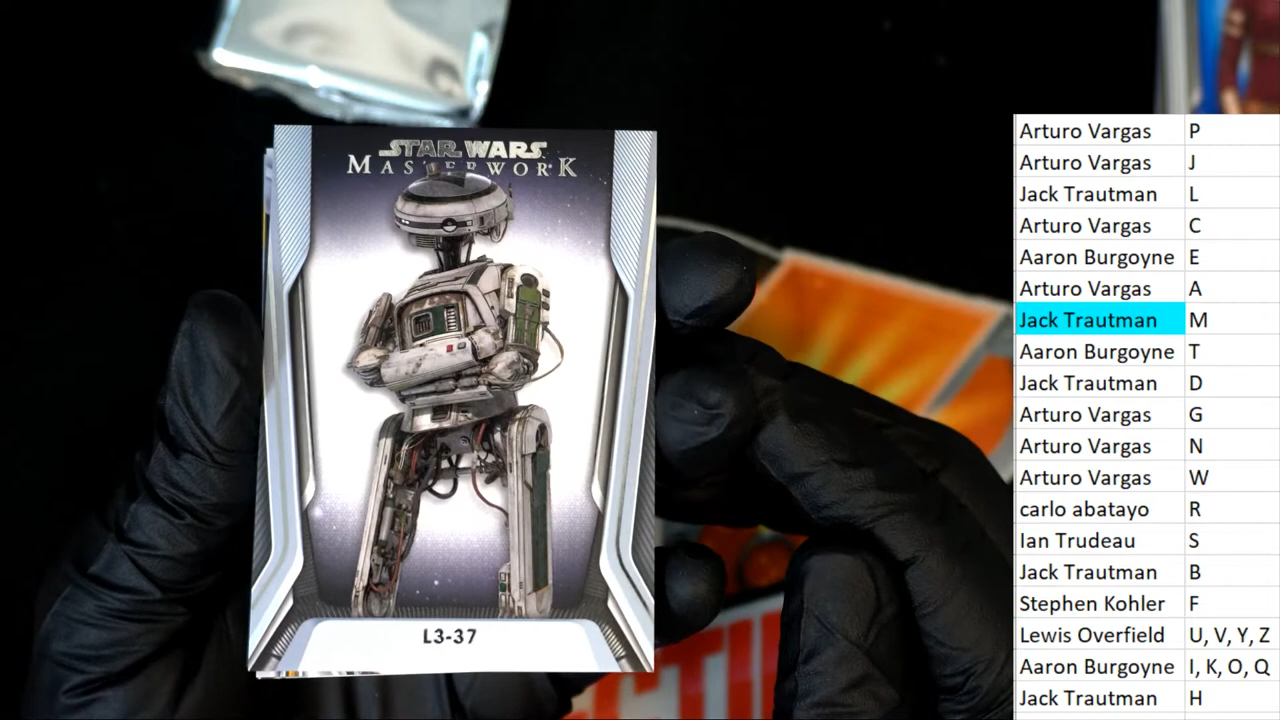 STAR WARS
MASTERWORK
L3-37
CTI
Arturo Vargas P
Arturo Vargas J
Jack Trautman L
Arturo Vargas C
Aaron Burgoyne E
Arturo Vargas A
Jack Trautman M
Aaron Burgoyne T
Jack Trautman D
Arturo Vargas G
Arturo Vargas N
Arturo Vargas W
carlo abatayo R
Ian Trudeau S
Jack Trautman B
Stephen Kohler F
Lewis Overfield U, V, Y, Z
Aaron Burgoyne I, K, O, Q
Jack Trautman H